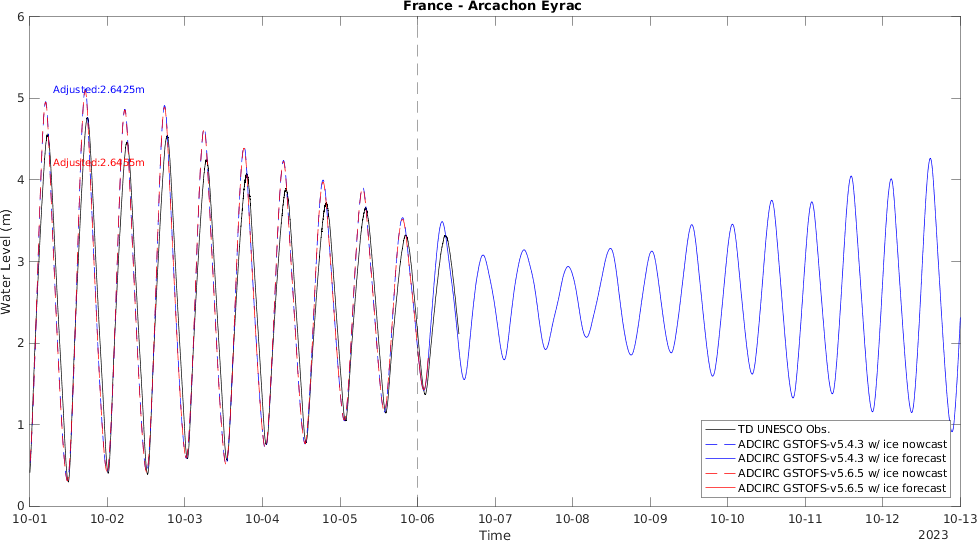 France - Arcachon Eyrac
6
5
4
3
2
1
0
Water Level (m)
Adjusted:2.6425m
Adjusted:2.6455m
TD UNESCO Obs.
ADCIRC GSTOFS-v5.4.3 w/ ice nowcast
ADCIRC GSTOFS-v5.4.3 w/ ice forecast
ADCIRC GSTOFS-v5.6.5 w/ ice nowcast
ADCIRC GSTOFS-v5.6.5 w/ ice forecast
10-01 10-02 10-03 10-04 10-05 10-06 10-07 10-08 10-09 10-10 10-11 10-12 10-13
Time
2023